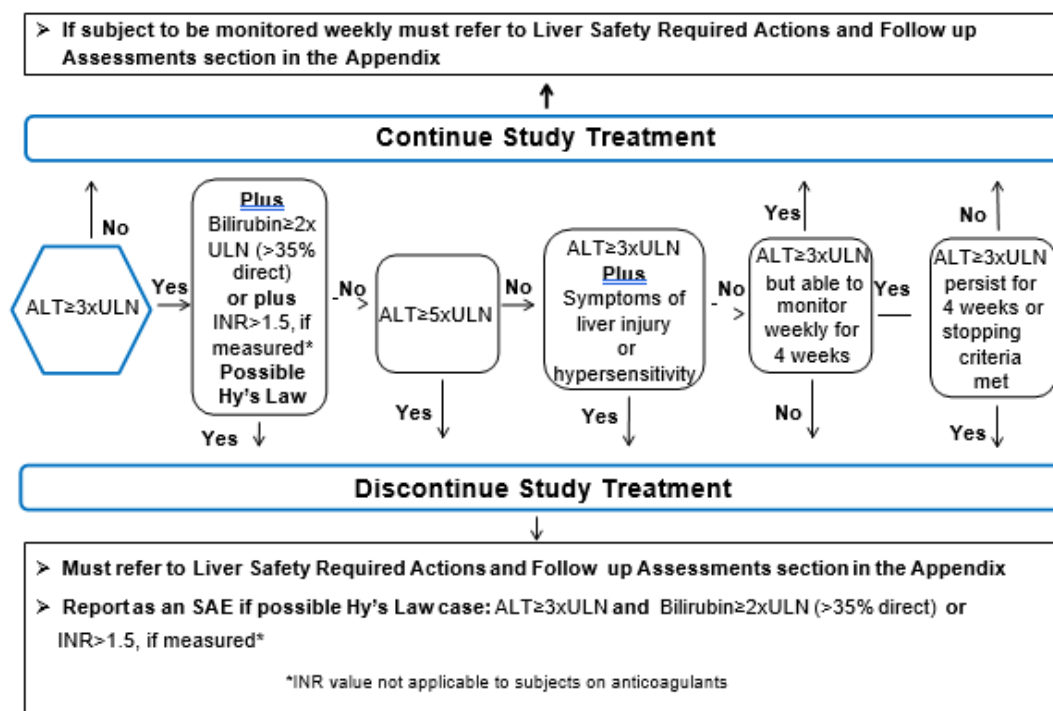 ➢ If subject to be monitored weekly must refer to Liver Safety Required Actions and Follow up
Assessments section in the Appendix
Continue Study Treatment
No
ALT≥3xULN
Yes
Plus
Bilirubin≥2x
ULN (>35%
direct)
or plus
INR>1.5, if
measured*
Possible
Hy's Law
Yes
No
ALT≥5xULN
Yes
No
ALT≥3xULN
Plus
Symptoms of
liver injury
or
hypersensitivity
Yes
No
Yes
ALT≥3xULN
but able to
monitor
weekly for
4 weeks
No
Yes
No
ALT≥3xULN
persist for
4 weeks or
stopping
criteria
met
Yes
Discontinue Study Treatment
➢ Must refer to Liver Safety Required Actions and Follow up Assessments section in the Appendix
➢ Report as an SAE if possible Hy's Law case: ALT≥3xULN and Bilirubin≥2xULN (>35% direct) or
INR>1.5, if measured*
*INR value not applicable to subjects on anticoagulants